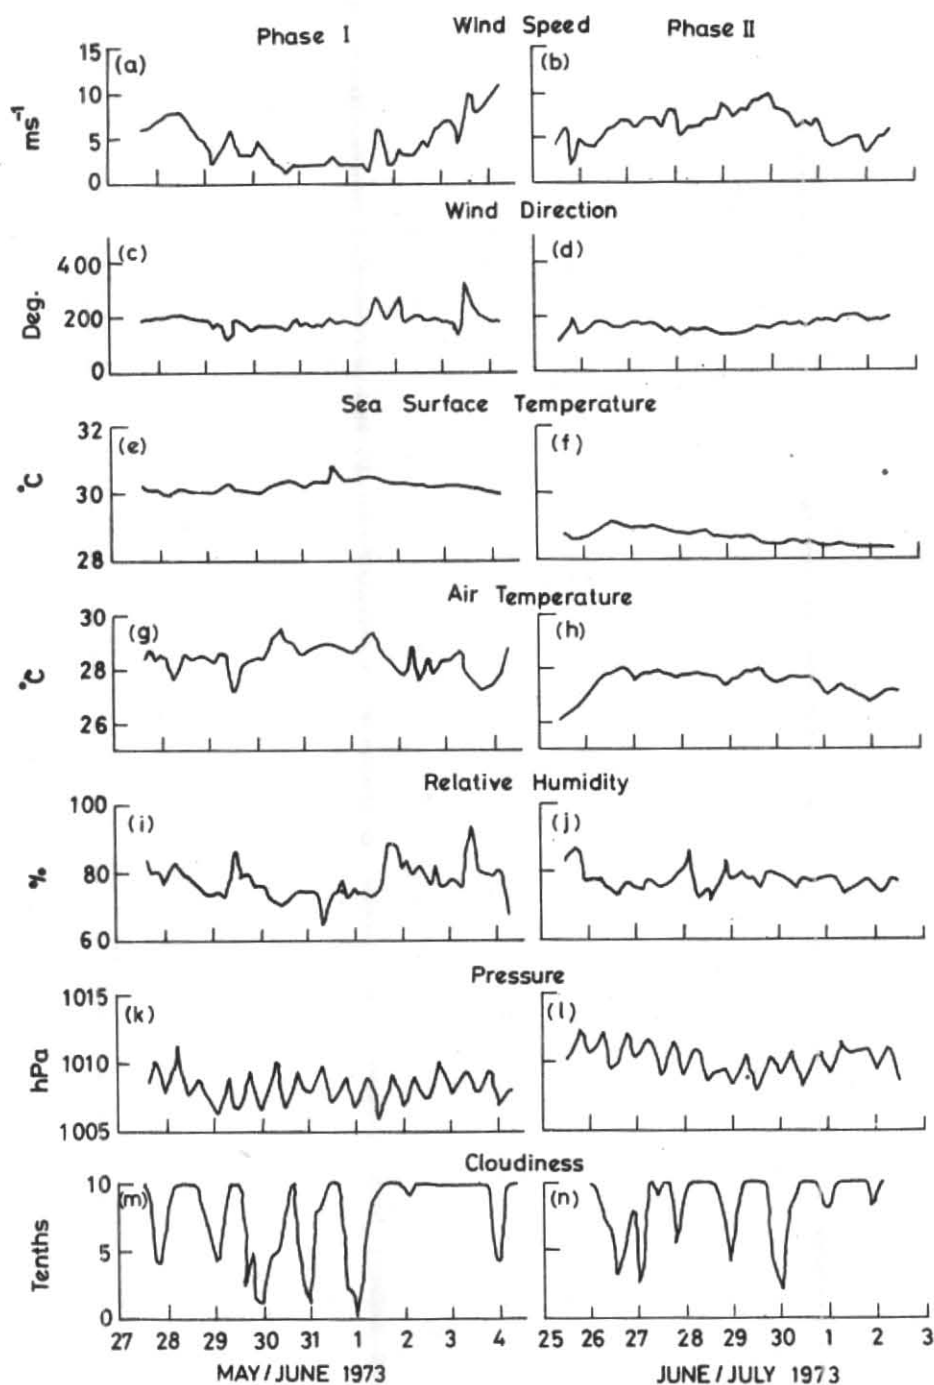 Phase I Wind Speed Phase II
15 (a) (b)
10
5
0
ms⁻¹
Wind Direction
(c) (d)
400
200
0
Deg.
Sea Surface Temperature
32 (e) (f)
30
28
°C
Air Temperature
30 (g) (h)
28
26
°C
Relative Humidity
100 (i) (j)
80
60
%
Pressure
1015 (k) (l)
1010
1005
hPa
Cloudiness
10 (m) (n)
5
0
Tenths
27 28 29 30 31 1 2 3 4 25 26 27 28 29 30 1 2 3
MAY/JUNE 1973 JUNE/JULY 1973